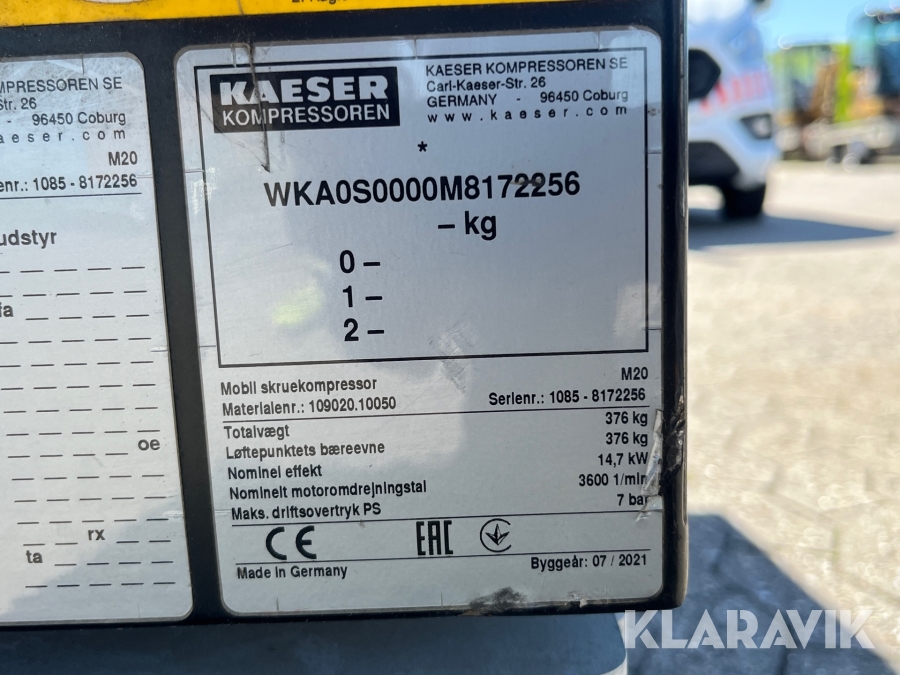 MPRESSOREN SE
Str. 26
- 96450 Coburg
aeser.com
M20
enr.: 1085 - 8172256
udstyr
fa
oe
rx
ta
KAESER
KOMPRESSOREN
KAESER KOMPRESSOREN SE
Carl-Kaeser-Str. 26
GERMANY - 96450 Coburg
www.kaeser.com
*
WKA0S0000M8172256
– kg
0 –
1 –
2 –
Mobil skruekompressor M20
Materialenr.: 109020.10050 Serienr.: 1085 - 8172256
Totalvægt 376 kg
Løftepunktets bæreevne 376 kg
Nominel effekt 14,7 kW
Nominelt motoromdrejningstal 3600 1/min
Maks. driftsovertryk PS 7 bar
CE EAC
Made in Germany Byggeår: 07 / 2021
KLARAVIK